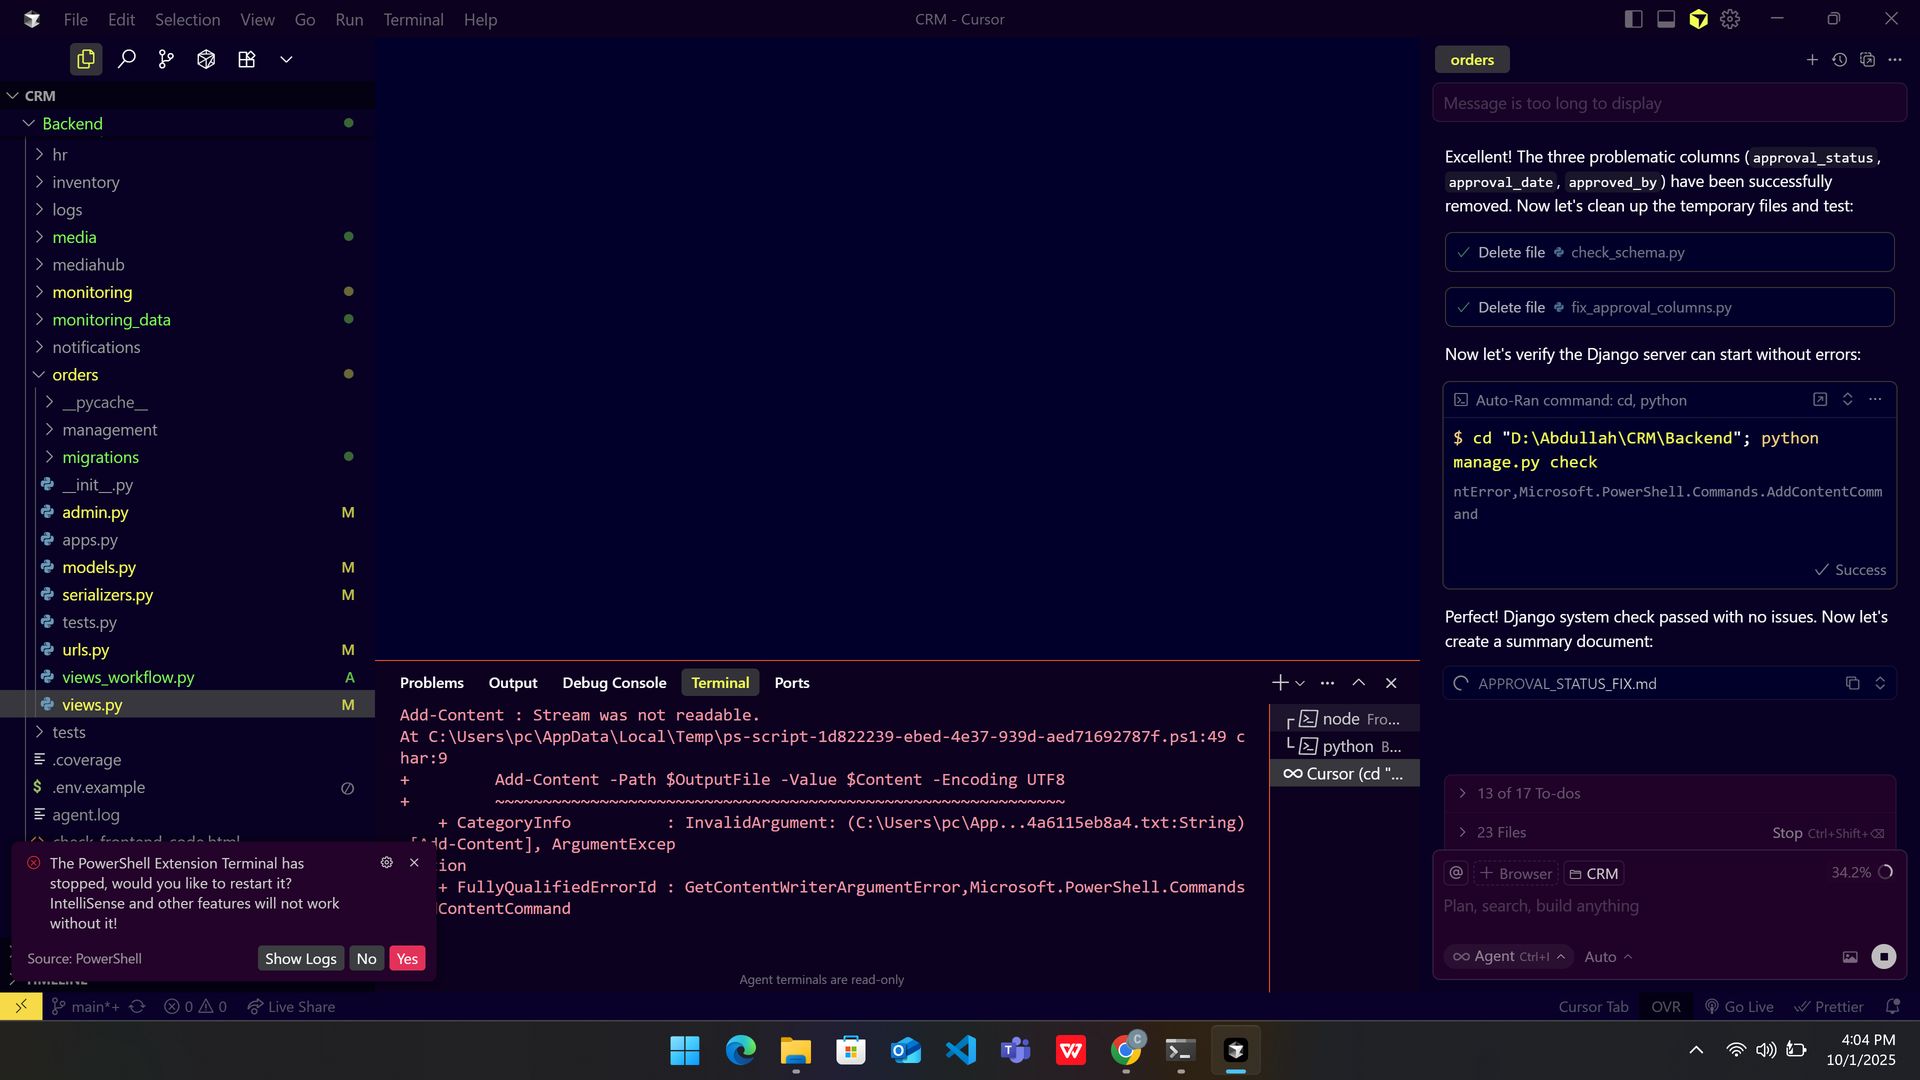 File Edit Selection View Go Run Terminal Help
CRM - Cursor
CRM
Backend
hr
inventory
logs
media
mediahub
monitoring
monitoring_data
notifications
orders
__pycache__
management
migrations
__init__.py
admin.py M
apps.py
models.py M
serializers.py M
tests.py
urls.py M
views_workflow.py A
views.py M
tests
.coverage
$ .env.example
agent.log
check_frontend_code.html
The PowerShell Extension Terminal has
stopped, would you like to restart it?
IntelliSense and other features will not work
without it!
Source: PowerShell
Show Logs No Yes
TIMELINE
Problems Output Debug Console Terminal Ports
Add-Content : Stream was not readable.
At C:\Users\pc\AppData\Local\Temp\ps-script-1d822239-ebed-4e37-939d-aed71692787f.ps1:49 c
har:9
+         Add-Content -Path $OutputFile -Value $Content -Encoding UTF8
+         ~~~~~~~~~~~~~~~~~~~~~~~~~~~~~~~~~~~~~~~~~~~~~~~~~~~~~~~~~~
+ CategoryInfo          : InvalidArgument: (C:\Users\pc\App...4a6115eb8a4.txt:String)
[Add-Content], ArgumentExcep
tion
+ FullyQualifiedErrorId : GetContentWriterArgumentError,Microsoft.PowerShell.Commands
dContentCommand
Agent terminals are read-only
node Fro...
python B...
Cursor (cd "...
orders
Message is too long to display
Excellent! The three problematic columns (approval_status,
approval_date, approved_by) have been successfully
removed. Now let's clean up the temporary files and test:
Delete file check_schema.py
Delete file fix_approval_columns.py
Now let's verify the Django server can start without errors:
Auto-Ran command: cd, python
$ cd "D:\Abdullah\CRM\Backend"; python
manage.py check
ntError,Microsoft.PowerShell.Commands.AddContentComm
and
Success
Perfect! Django system check passed with no issues. Now let's
create a summary document:
APPROVAL_STATUS_FIX.md
13 of 17 To-dos
23 Files
Stop Ctrl+Shift+⌫
@ + Browser CRM 34.2%
Plan, search, build anything
∞ Agent Ctrl+I Auto
main*+ 0 0 Live Share
Cursor Tab OVR Go Live Prettier
4:04 PM
10/1/2025